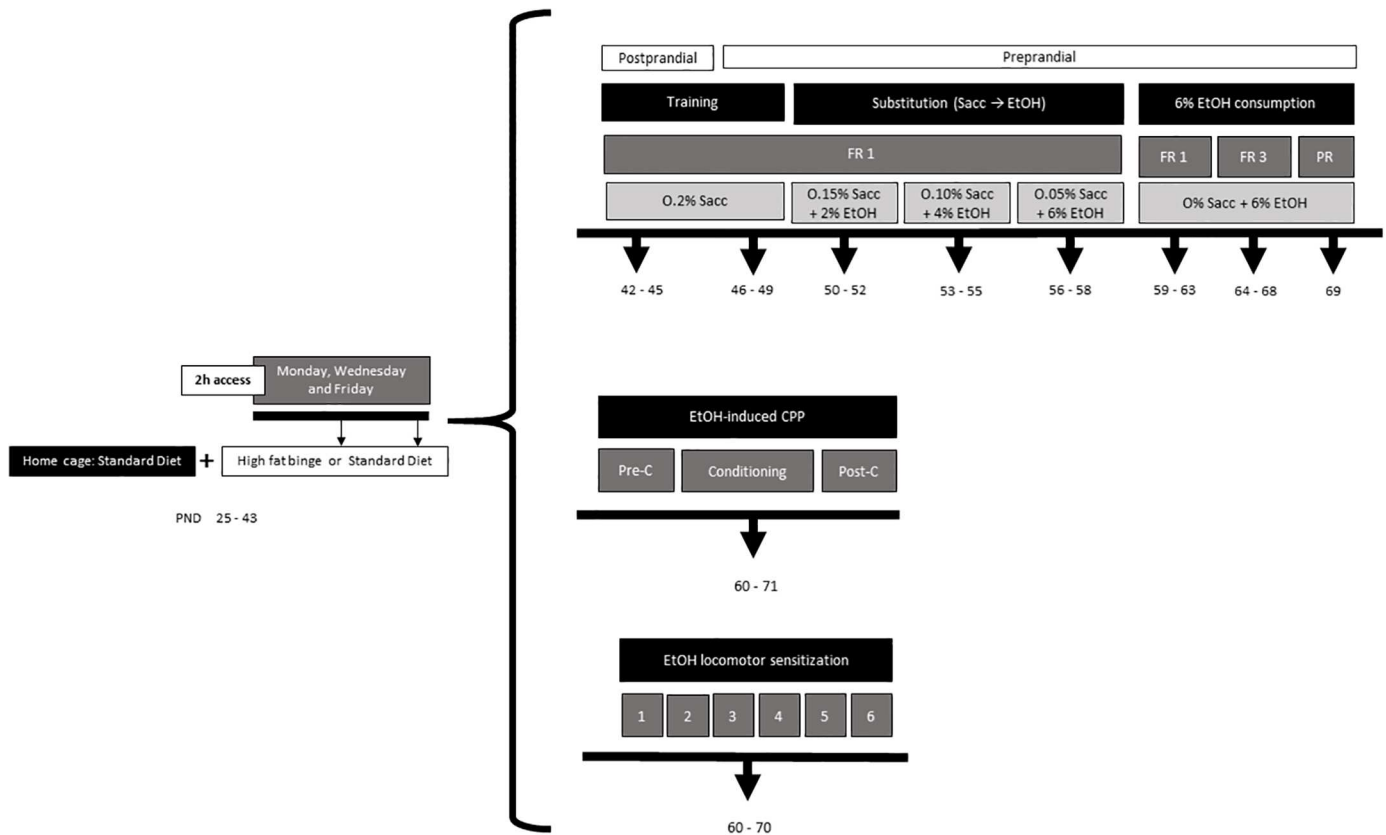 Postprandial
Preprandial
Training
Substitution (Sacc → EtOH)
6% EtOH consumption
FR 1
FR 1
FR 3
PR
O.2% Sacc
O.15% Sacc
+ 2% EtOH
O.10% Sacc
+ 4% EtOH
O.05% Sacc
+ 6% EtOH
O% Sacc + 6% EtOH
42 - 45
46 - 49
50 - 52
53 - 55
56 - 58
59 - 63
64 - 68
69
2h access
Monday, Wednesday
and Friday
Home cage: Standard Diet
+
High fat binge or Standard Diet
PND 25 - 43
EtOH-induced CPP
Pre-C
Conditioning
Post-C
60 - 71
EtOH locomotor sensitization
1
2
3
4
5
6
60 - 70